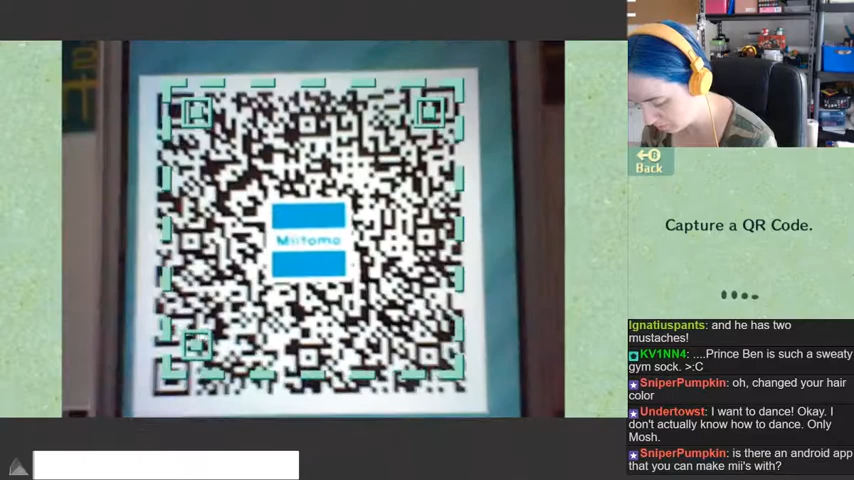 Miitomo
Back
Capture a QR Code.
Ignatiuspants: and he has two
mustaches!
KV1NN4: ....Prince Ben is such a sweaty
gym sock. >:C
SniperPumpkin: oh, changed your hair
color
Undertowst: I want to dance! Okay. I
don't actually know how to dance. Only
Mosh.
SniperPumpkin: is there an android app
that you can make mii's with?